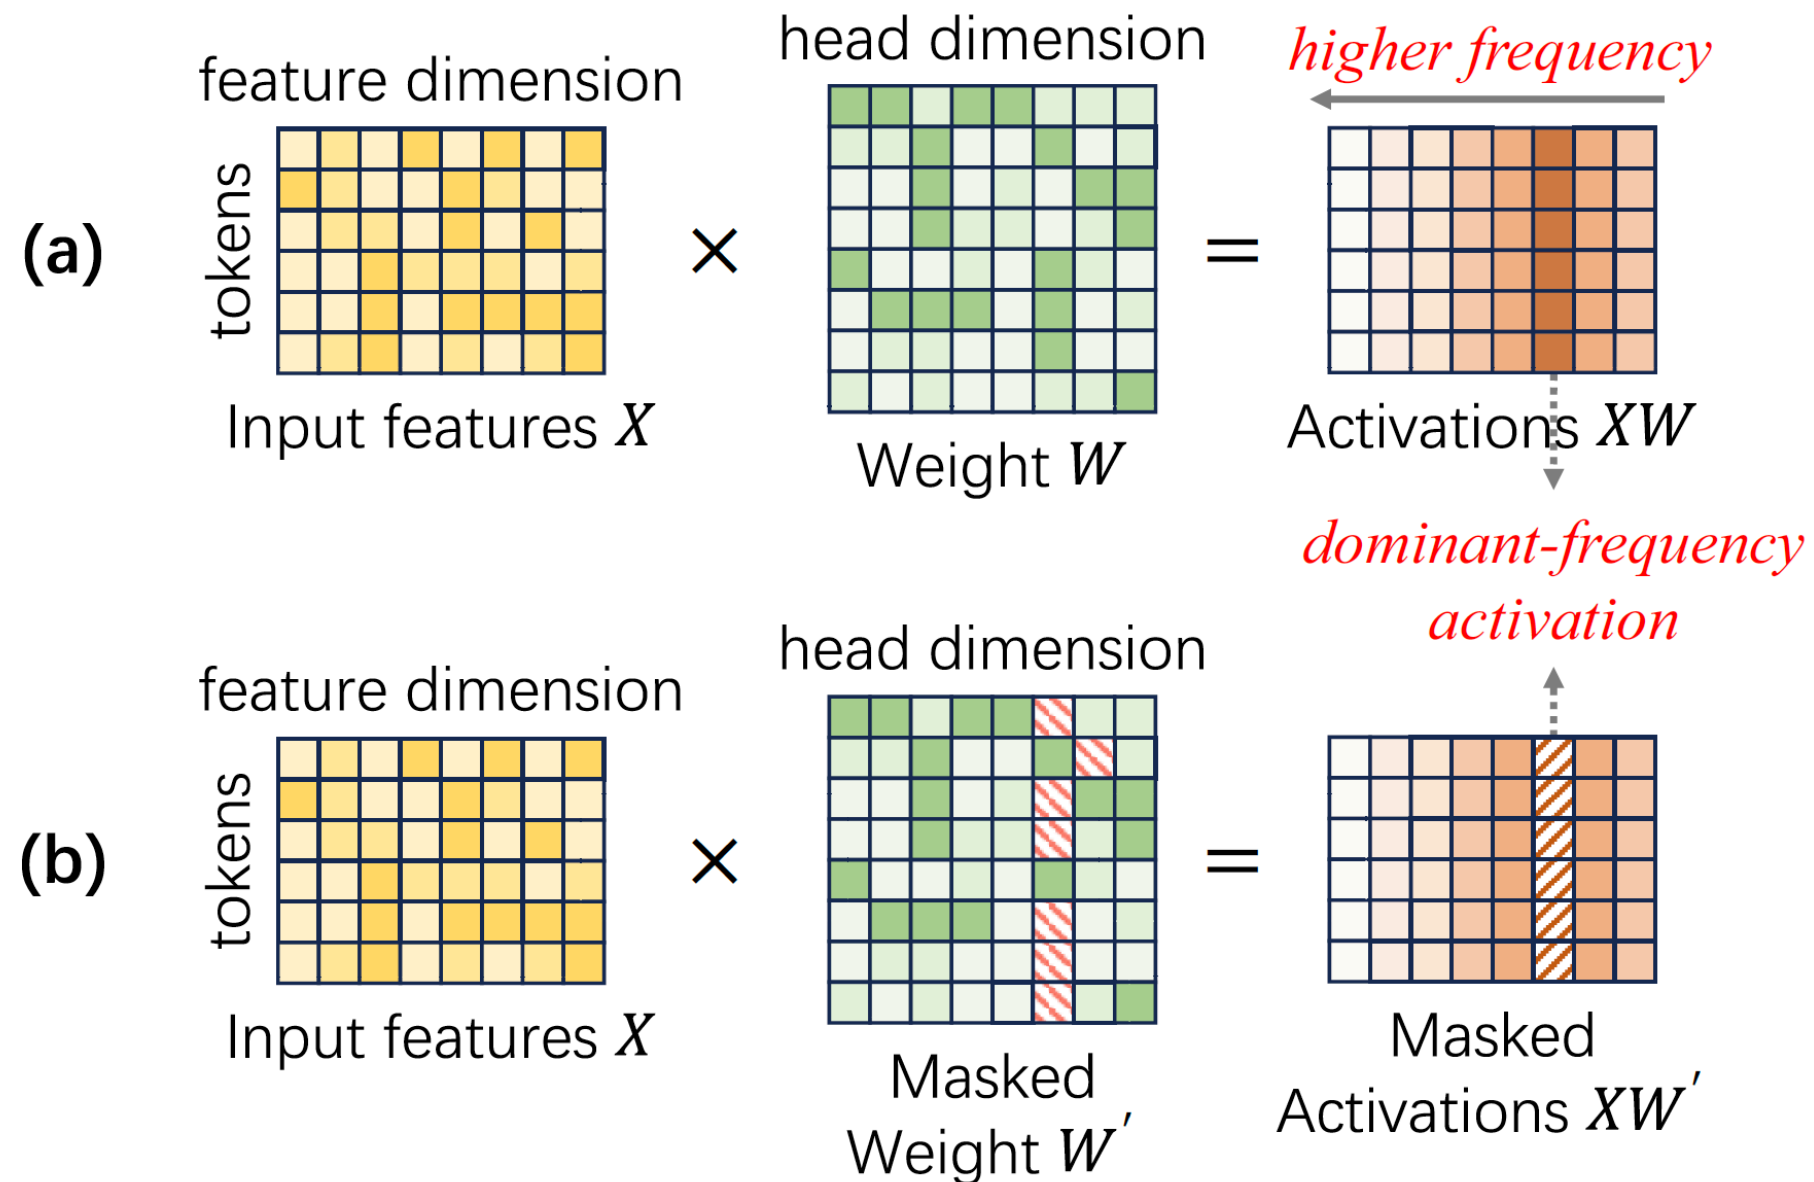 (a)
feature dimension
tokens
Input features X
×
head dimension
Weight W
=
higher frequency
Activations XW
dominant-frequency
activation
(b)
feature dimension
tokens
Input features X
×
head dimension
Masked
Weight W′
=
Masked
Activations XW′